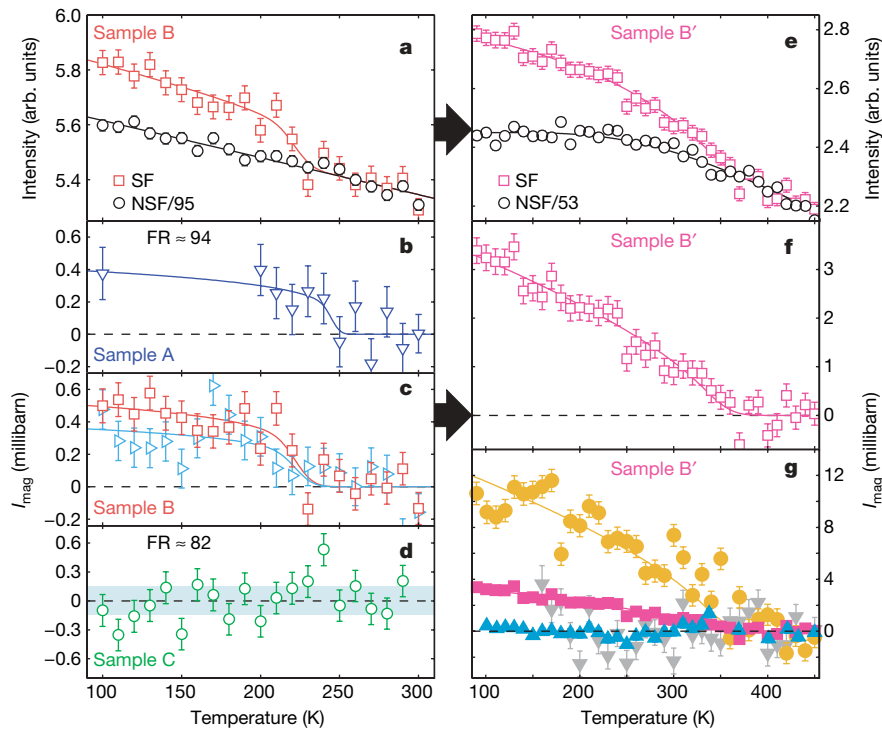 6.0
Sample B
a
5.8
5.6
5.4
Intensity (arb. units)
SF
NSF/95
0.6
FR ≈ 94
b
0.4
0.2
0
−0.2
Sample A
0.6
c
0.4
0.2
0
−0.2
Sample B
I_mag (millibarn)
0.6
FR ≈ 82
d
0.3
0
−0.3
−0.6
Sample C
100 150 200 250 300
Temperature (K)
Sample B′
e
2.8
2.6
2.4
2.2
Intensity (arb. units)
SF
NSF/53
Sample B′
f
3
2
1
0
Sample B′
g
12
8
4
0
I_mag (millibarn)
100 200 300 400
Temperature (K)